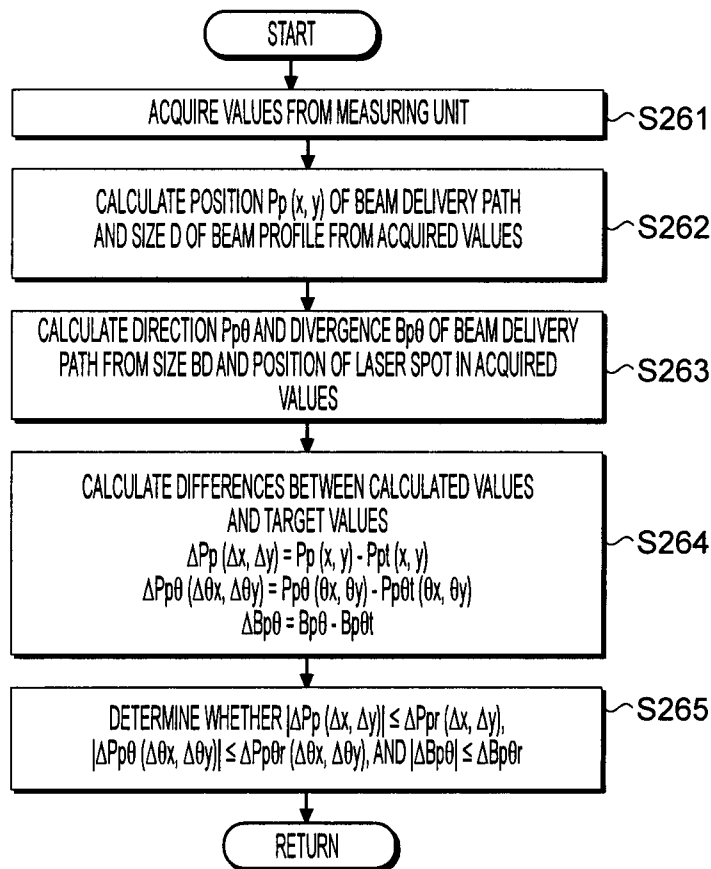 START
ACQUIRE VALUES FROM MEASURING UNIT
S261
CALCULATE POSITION Pp (x, y) OF BEAM DELIVERY PATH
AND SIZE D OF BEAM PROFILE FROM ACQUIRED VALUES
S262
CALCULATE DIRECTION Ppθ AND DIVERGENCE Bpθ OF BEAM DELIVERY
PATH FROM SIZE BD AND POSITION OF LASER SPOT IN ACQUIRED
VALUES
S263
CALCULATE DIFFERENCES BETWEEN CALCULATED VALUES
AND TARGET VALUES
ΔPp (Δx, Δy) = Pp (x, y) - Ppt (x, y)
ΔPpθ (Δθx, Δθy) = Ppθ (θx, θy) - Ppθt (θx, θy)
ΔBpθ = Bpθ - Bpθt
S264
DETERMINE WHETHER |ΔPp (Δx, Δy)| ≤ ΔPpr (Δx, Δy),
|ΔPpθ (Δθx, Δθy)| ≤ ΔPpθr (Δθx, Δθy), AND |ΔBpθ| ≤ ΔBpθr
S265
RETURN